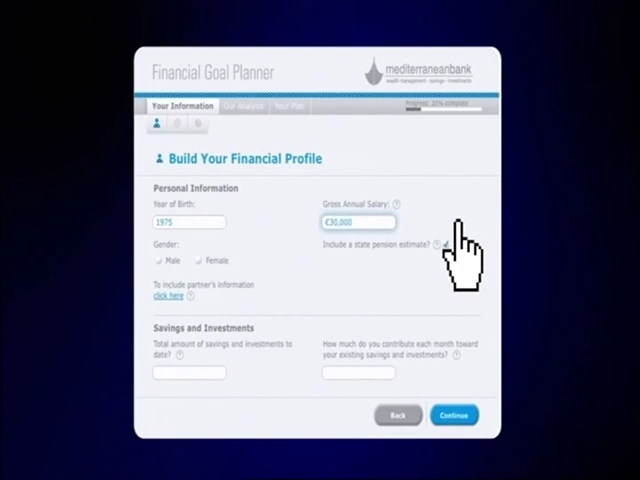 Financial Goal Planner
mediterraneanbank
wealth management · savings · investments
Your Information Our Analysis Your Plan
Progress: 20% complete
Build Your Financial Profile
Personal Information
Year of Birth: Gross Annual Salary: ?
1975 €30,000
Gender: Include a state pension estimate? ?
Male Female
To include partner's information
click here ?
Savings and Investments
Total amount of savings and investments to How much do you contribute each month toward
date? ? your existing savings and investments? ?
Back Continue